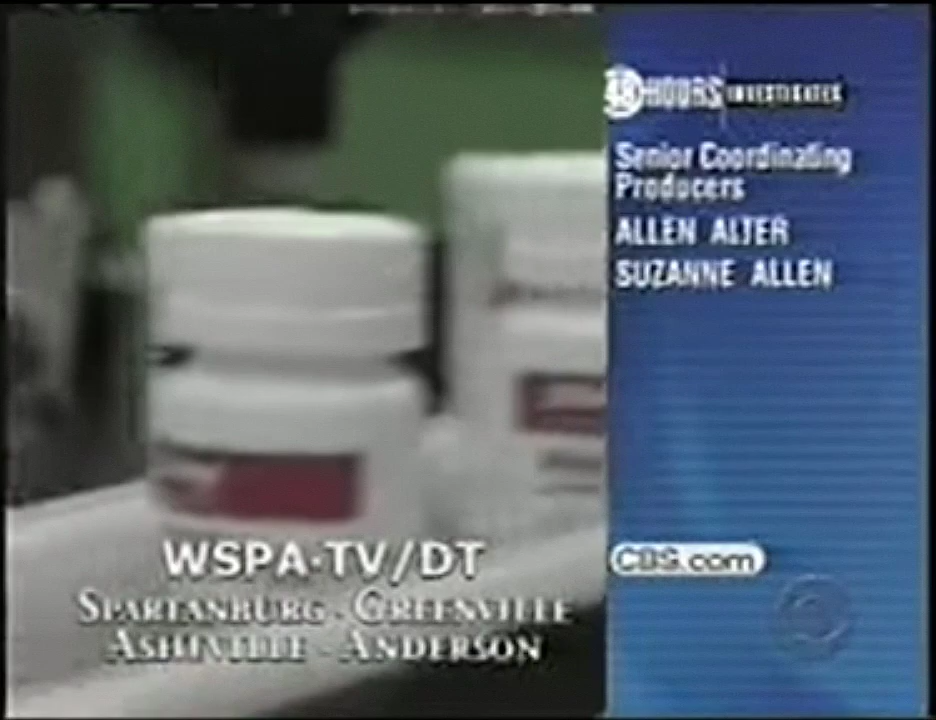 48 HOURS INVESTIGATES
Senior Coordinating
Producers
ALLEN ALTER
SUZANNE ALLEN
CBS.com
WSPA-TV/DT
SPARTANBURG - GREENVILLE
ASHEVILLE - ANDERSON